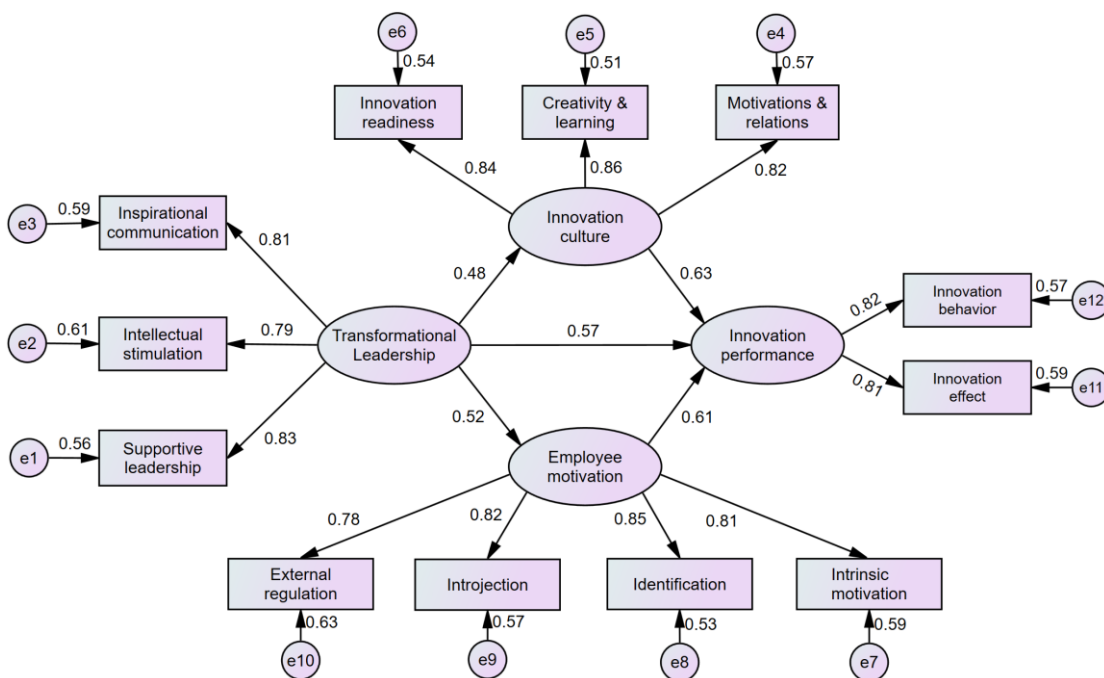 e6
e5
e4
0.54
0.51
0.57
Innovation
readiness
Creativity &
learning
Motivations &
relations
0.84
0.86
0.82
e3
0.59
Inspirational
communication
0.81
Innovation
culture
0.48
0.63
e2
0.61
Intellectual
stimulation
0.79
Transformational
Leadership
0.57
Innovation
performance
0.82
Innovation
behavior
0.57
e12
0.81
Innovation
effect
0.59
e11
e1
0.56
Supportive
leadership
0.83
0.52
0.61
Employee
motivation
0.78
0.82
0.85
0.81
External
regulation
Introjection
Identification
Intrinsic
motivation
0.63
0.57
0.53
0.59
e10
e9
e8
e7